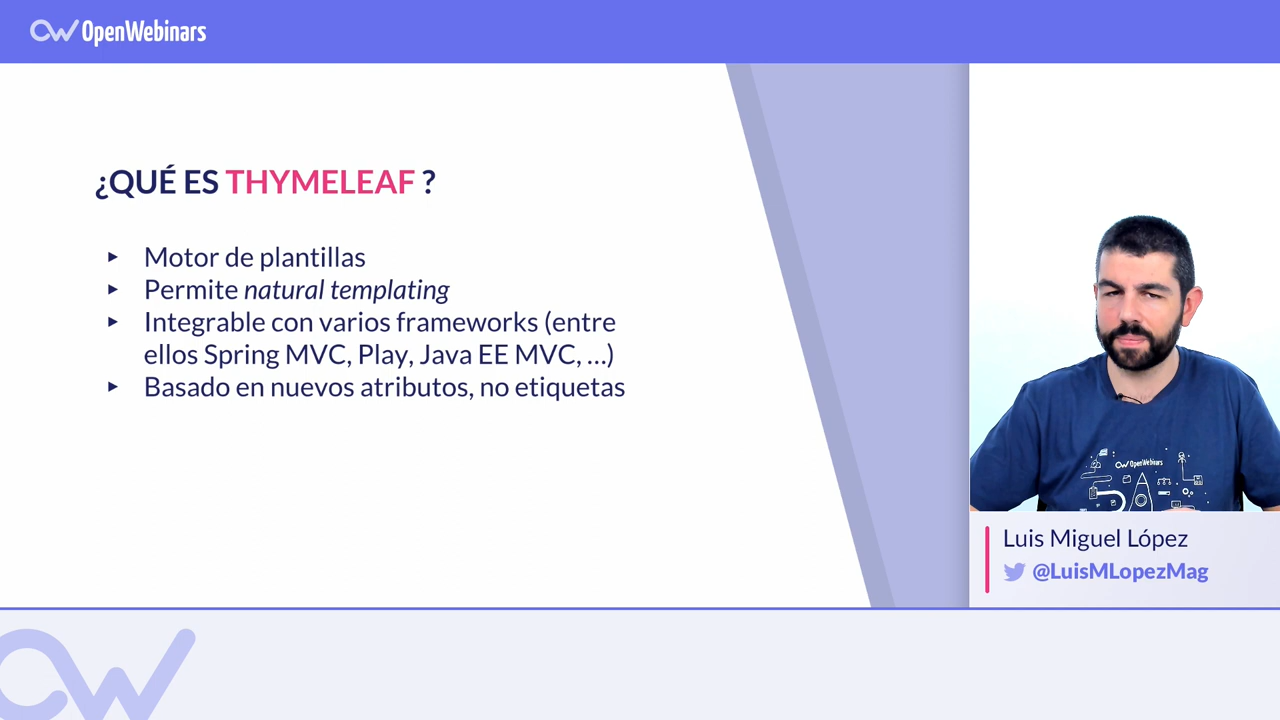 OpenWebinars
¿QUÉ ES THYMELEAF ?
▸ Motor de plantillas
▸ Permite natural templating
▸ Integrable con varios frameworks (entre
ellos Spring MVC, Play, Java EE MVC, ...)
▸ Basado en nuevos atributos, no etiquetas
OpenWebinars
Luis Miguel López
@LuisMLopezMag